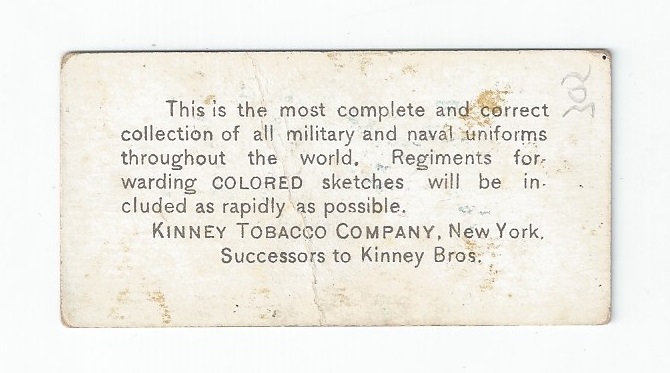 This is the most complete and correct
collection of all military and naval uniforms
throughout the world. Regiments for-
warding COLORED sketches will be in-
cluded as rapidly as possible.
KINNEY TOBACCO COMPANY, New York.
Successors to Kinney Bros.